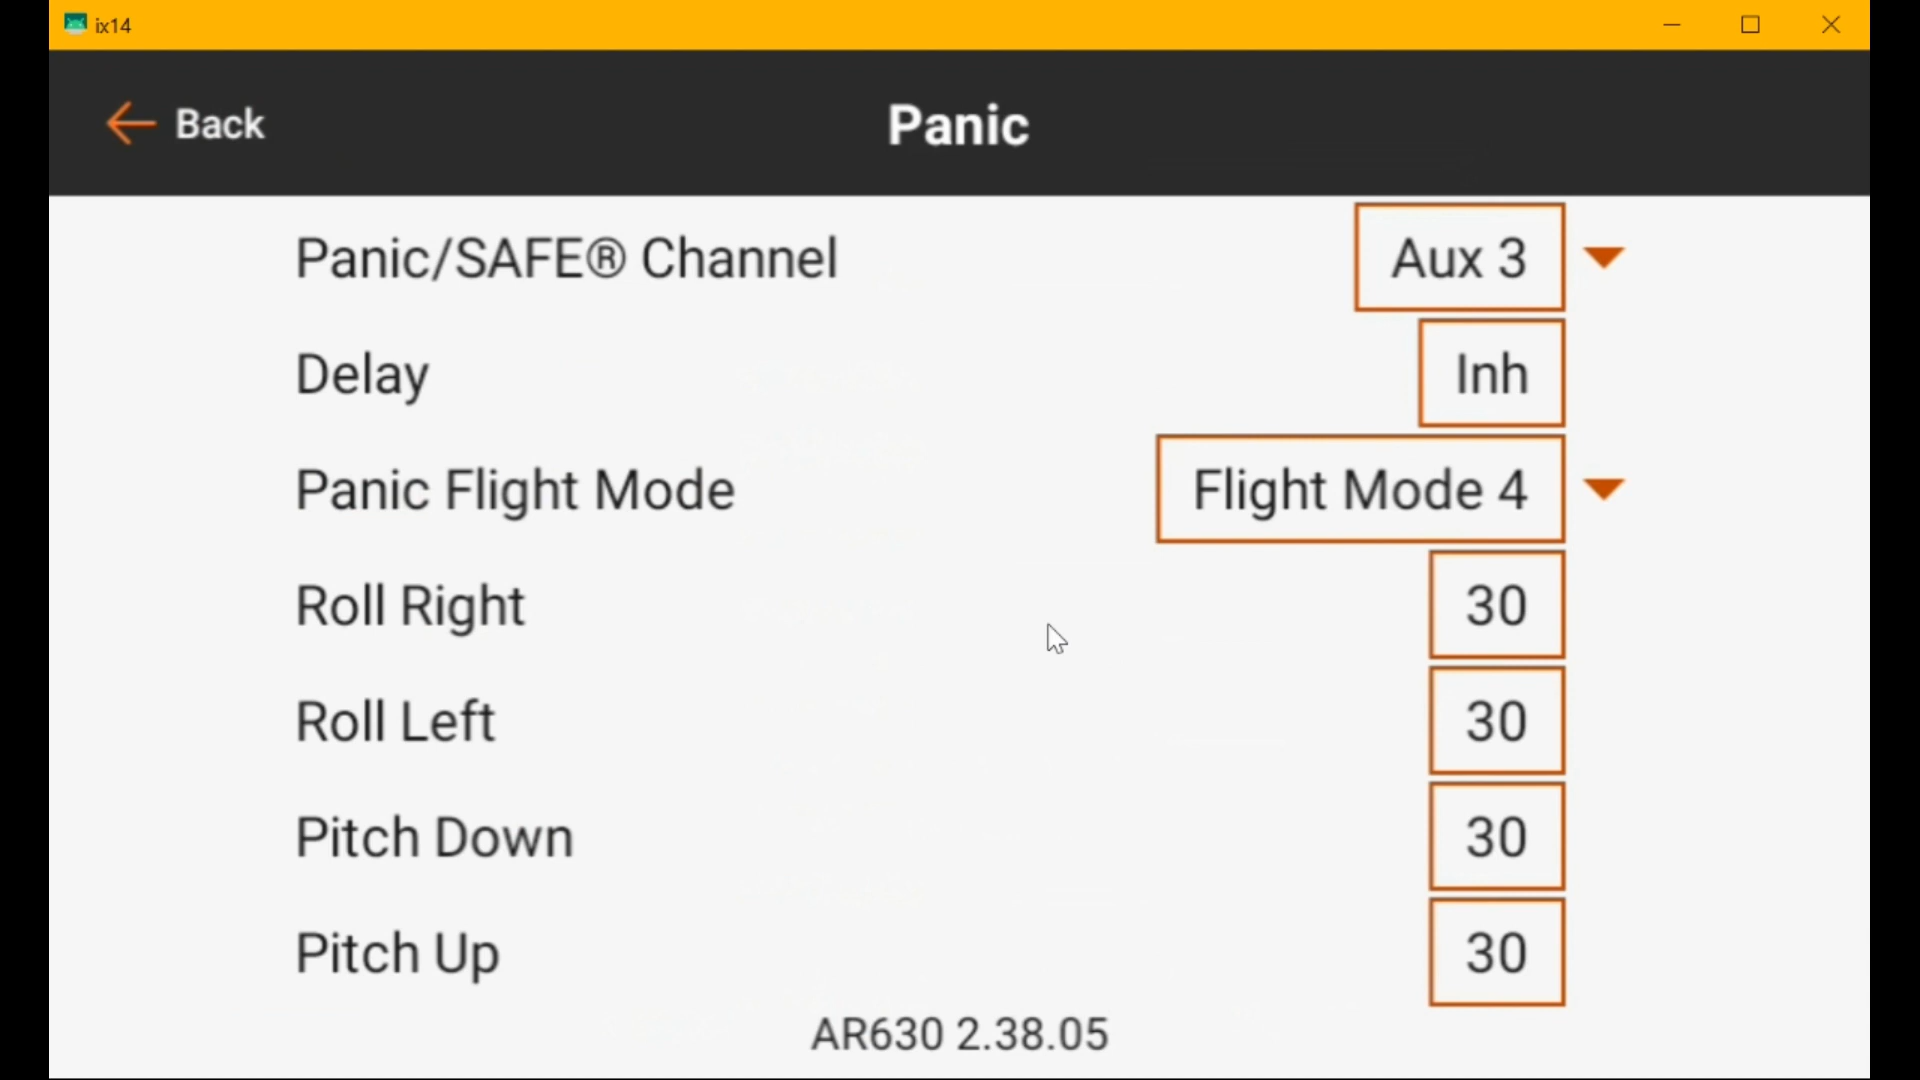 ix14
Back
Panic
Panic/SAFE® Channel Aux 3
Delay Inh
Panic Flight Mode Flight Mode 4
Roll Right 30
Roll Left 30
Pitch Down 30
Pitch Up 30
AR630 2.38.05